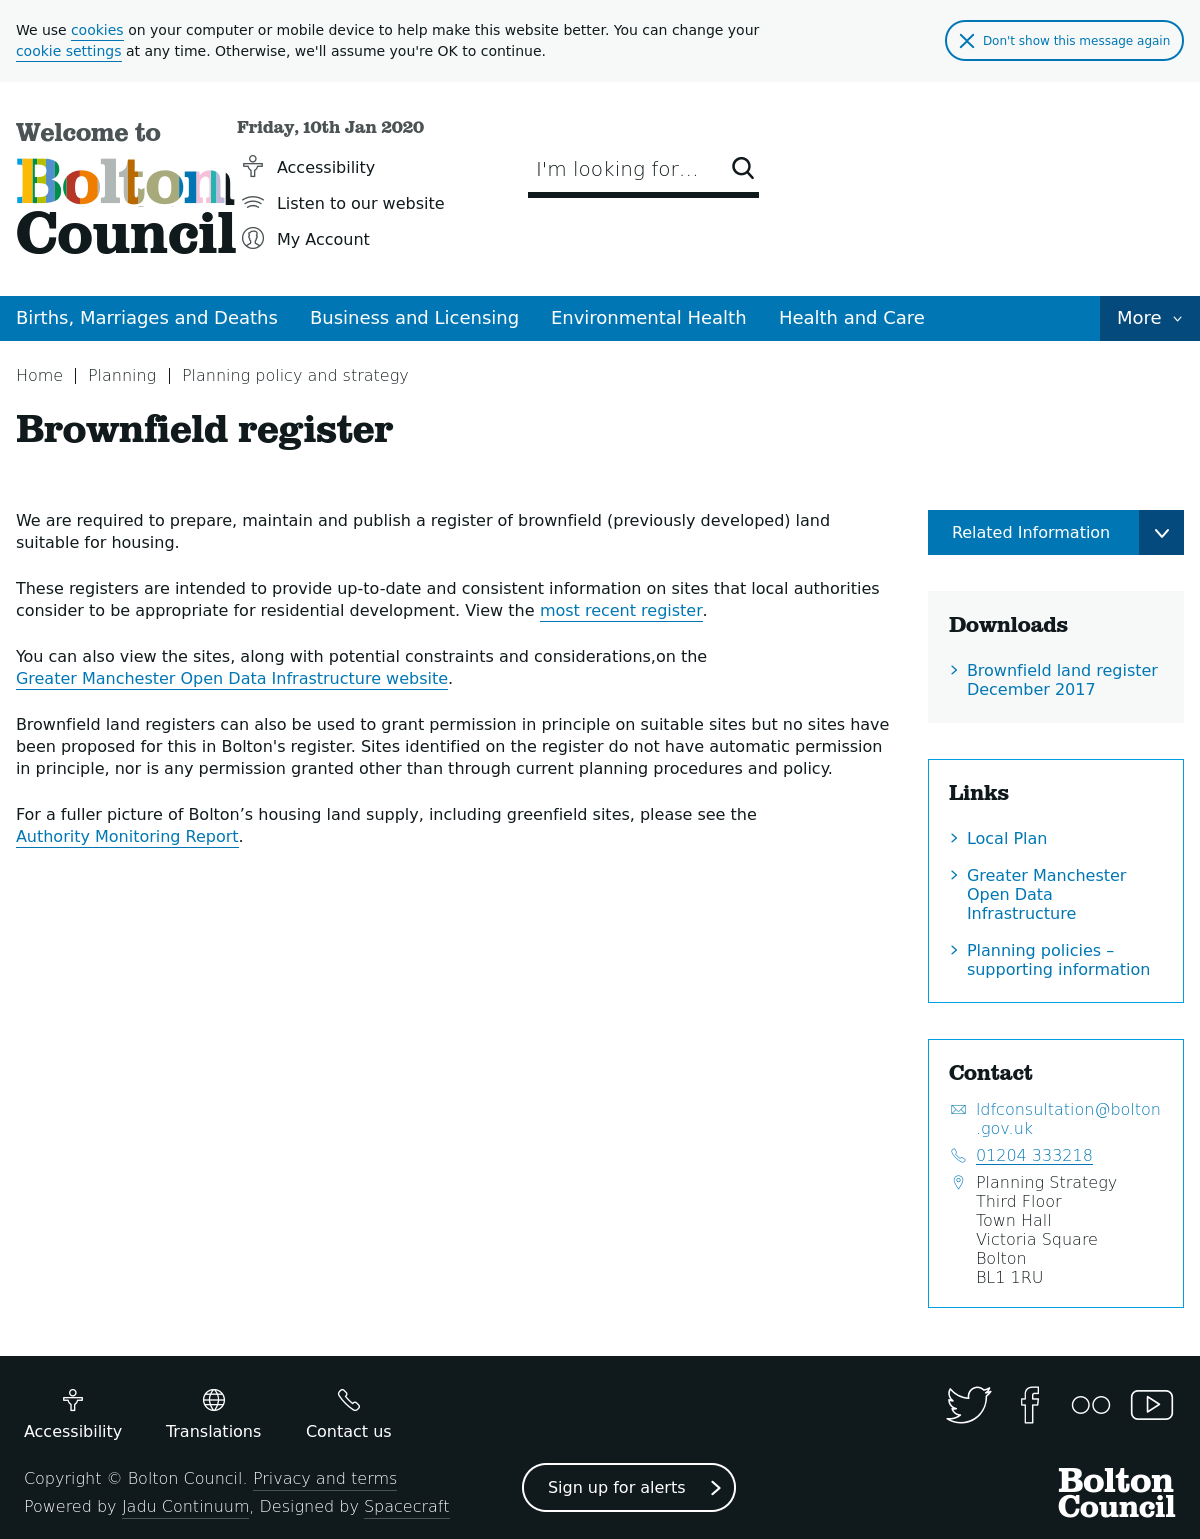 We use cookies on your computer or mobile device to help make this website better. You can change your
cookie settings at any time. Otherwise, we'll assume you're OK to continue.
Don't show this message again
Welcome to
Bolton
Council
Friday, 10th Jan 2020
Accessibility
Listen to our website
My Account
I'm looking for...
Births, Marriages and Deaths
Business and Licensing
Environmental Health
Health and Care
More
Home
Planning
Planning policy and strategy
Brownfield register
We are required to prepare, maintain and publish a register of brownfield (previously developed) land
suitable for housing.
These registers are intended to provide up-to-date and consistent information on sites that local authorities
consider to be appropriate for residential development. View the most recent register.
You can also view the sites, along with potential constraints and considerations,on the
Greater Manchester Open Data Infrastructure website.
Brownfield land registers can also be used to grant permission in principle on suitable sites but no sites have
been proposed for this in Bolton's register. Sites identified on the register do not have automatic permission
in principle, nor is any permission granted other than through current planning procedures and policy.
For a fuller picture of Bolton’s housing land supply, including greenfield sites, please see the
Authority Monitoring Report.
Related Information
Downloads
Brownfield land register
December 2017
Links
Local Plan
Greater Manchester
Open Data
Infrastructure
Planning policies –
supporting information
Contact
ldfconsultation@bolton
.gov.uk
01204 333218
Planning Strategy
Third Floor
Town Hall
Victoria Square
Bolton
BL1 1RU
Accessibility
Translations
Contact us
Copyright © Bolton Council. Privacy and terms
Powered by Jadu Continuum, Designed by Spacecraft
Sign up for alerts
Bolton
Council